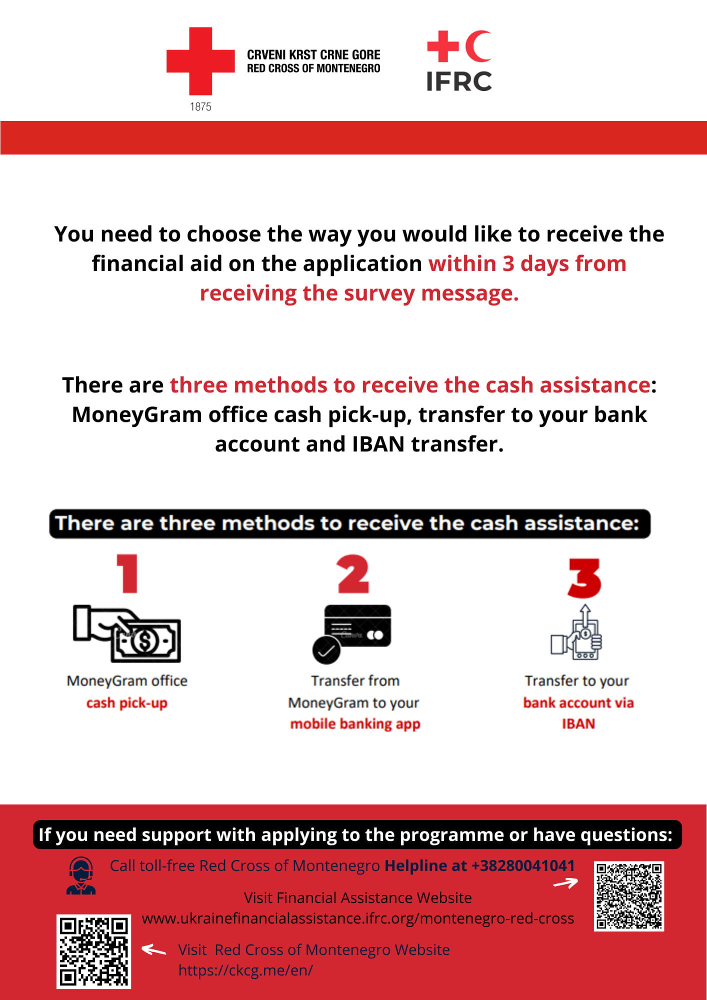 CRVENI KRST CRNE GORE
RED CROSS OF MONTENEGRO
1875
IFRC
You need to choose the way you would like to receive the
financial aid on the application within 3 days from
receiving the survey message.
There are three methods to receive the cash assistance:
MoneyGram office cash pick-up, transfer to your bank
account and IBAN transfer.
There are three methods to receive the cash assistance:
1
MoneyGram office
cash pick-up
2
Canva
Transfer from
MoneyGram to your
mobile banking app
3
Transfer to your
bank account via
IBAN
If you need support with applying to the programme or have questions:
Call toll-free Red Cross of Montenegro Helpline at +38280041041
Visit Financial Assistance Website
www.ukrainefinancialassistance.ifrc.org/montenegro-red-cross
Visit Red Cross of Montenegro Website
https://ckcg.me/en/